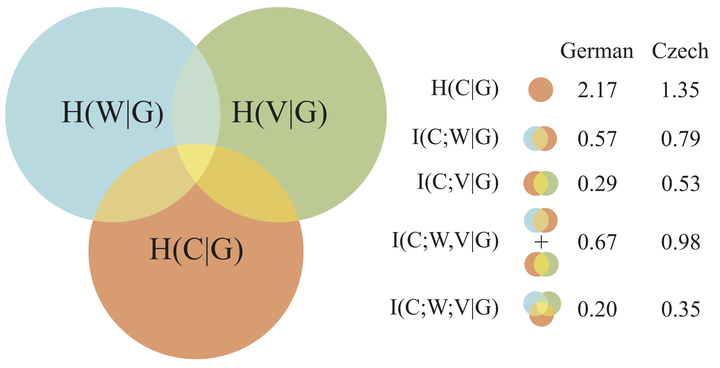 H(W|G) H(V|G)
H(C|G)
German Czech
H(C|G) 2.17 1.35
I(C;W|G) 0.57 0.79
I(C;V|G) 0.29 0.53
I(C;W,V|G) + 0.67 0.98
I(C;W;V|G) 0.20 0.35